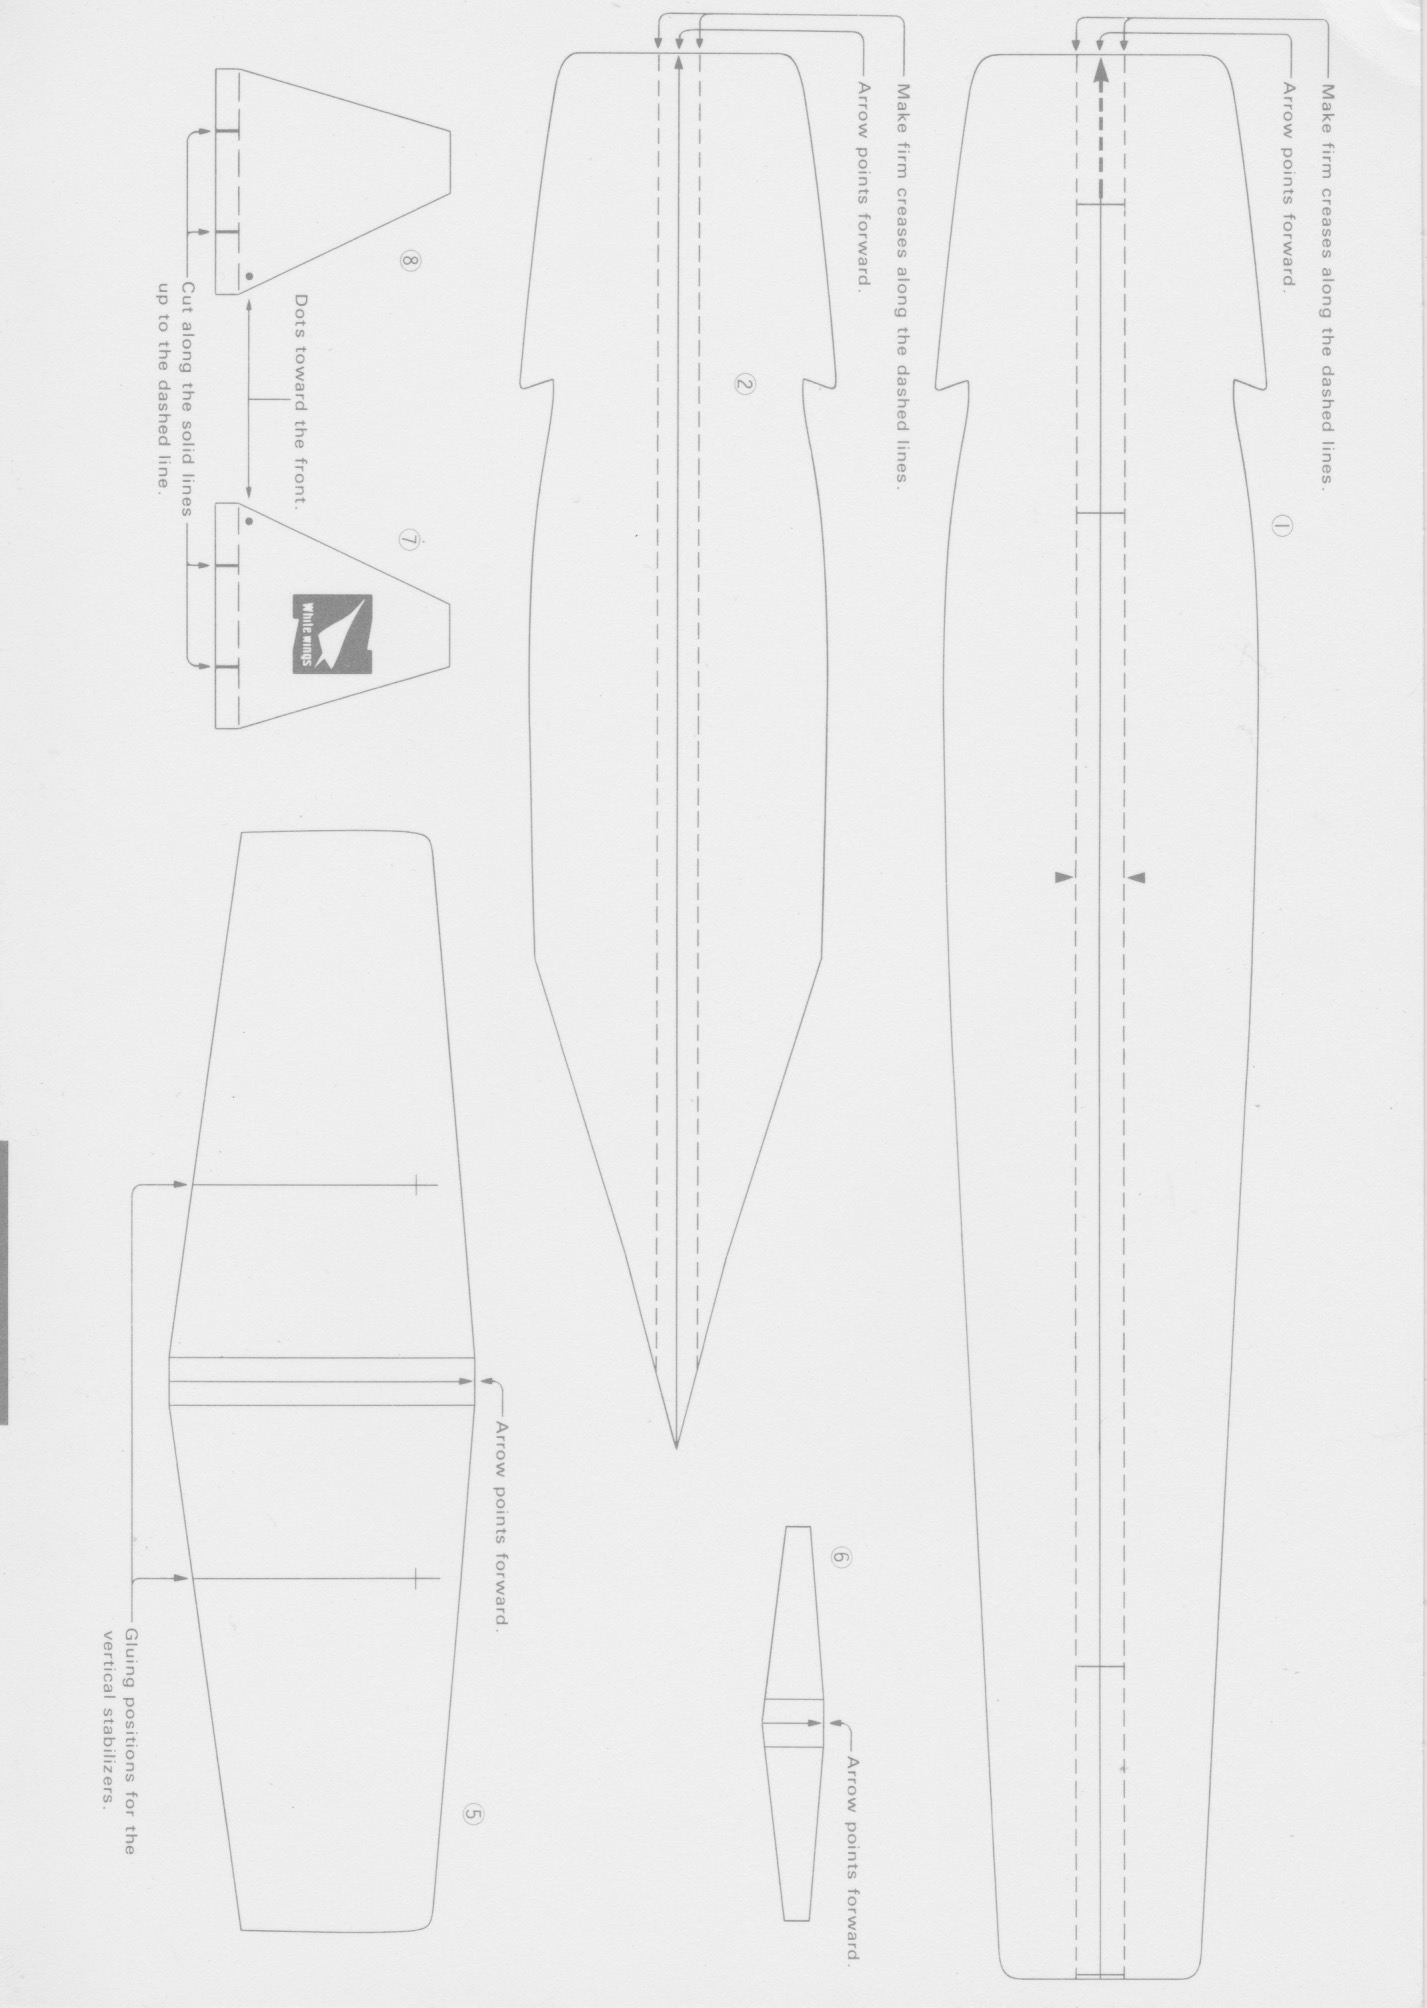 Make firm creases along the dashed lines.
Arrow points forward.
①
Make firm creases along the dashed lines.
Arrow points forward.
②
⑧
Dots toward the front.
Cut along the solid lines
up to the dashed line.
⑦
White wings
Arrow points forward.
⑤
Gluing positions for the
vertical stabilizers.
⑥
Arrow points forward.